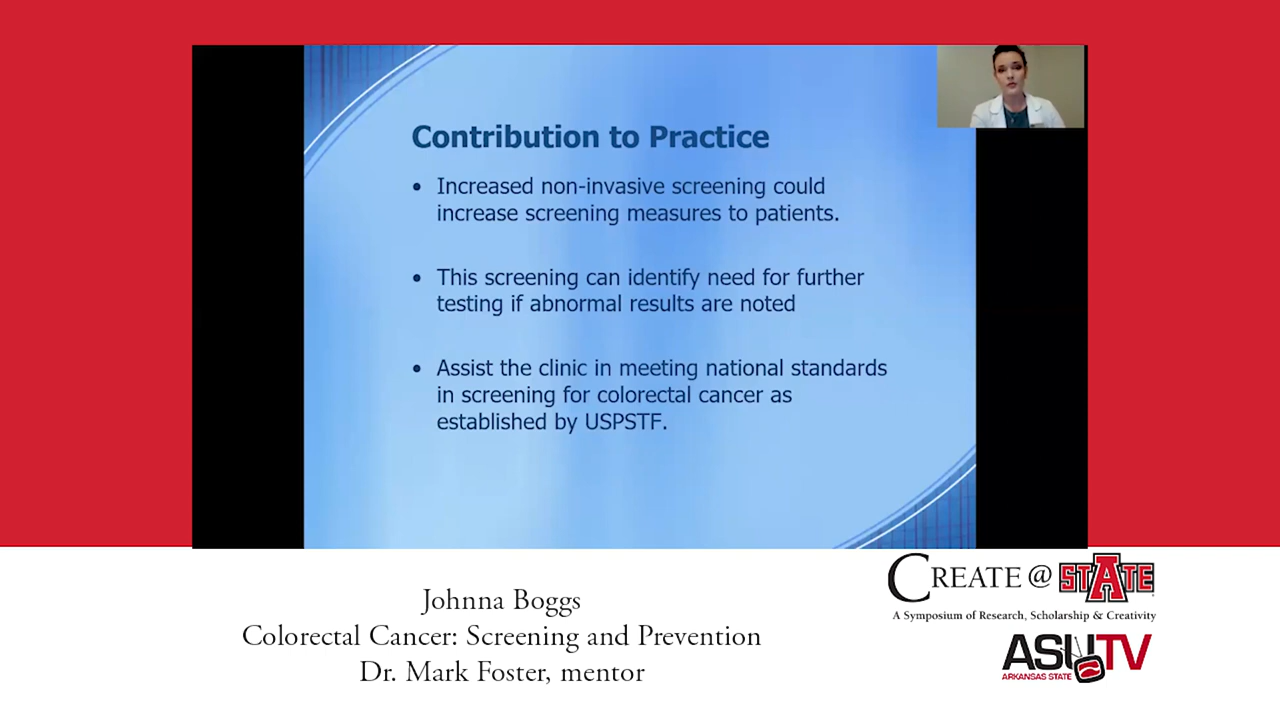 Contribution to Practice
• Increased non-invasive screening could
increase screening measures to patients.
• This screening can identify need for further
testing if abnormal results are noted
• Assist the clinic in meeting national standards
in screening for colorectal cancer as
established by USPSTF.
Johnna Boggs
Colorectal Cancer: Screening and Prevention
Dr. Mark Foster, mentor
CREATE @ STATE
A Symposium of Research, Scholarship & Creativity
ASU TV
ARKANSAS STATE